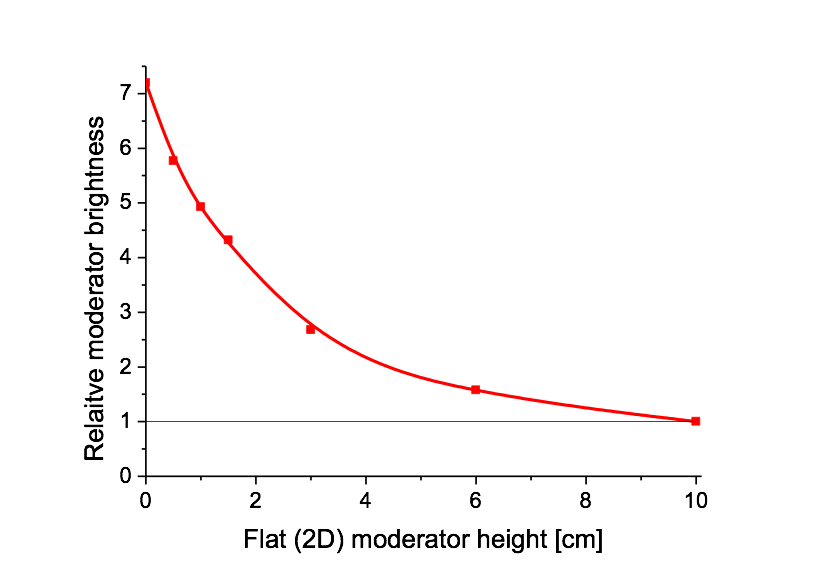 7
6
5
4
3
2
1
0
Relaitve moderator brightness
0 2 4 6 8 10
Flat (2D) moderator height [cm]